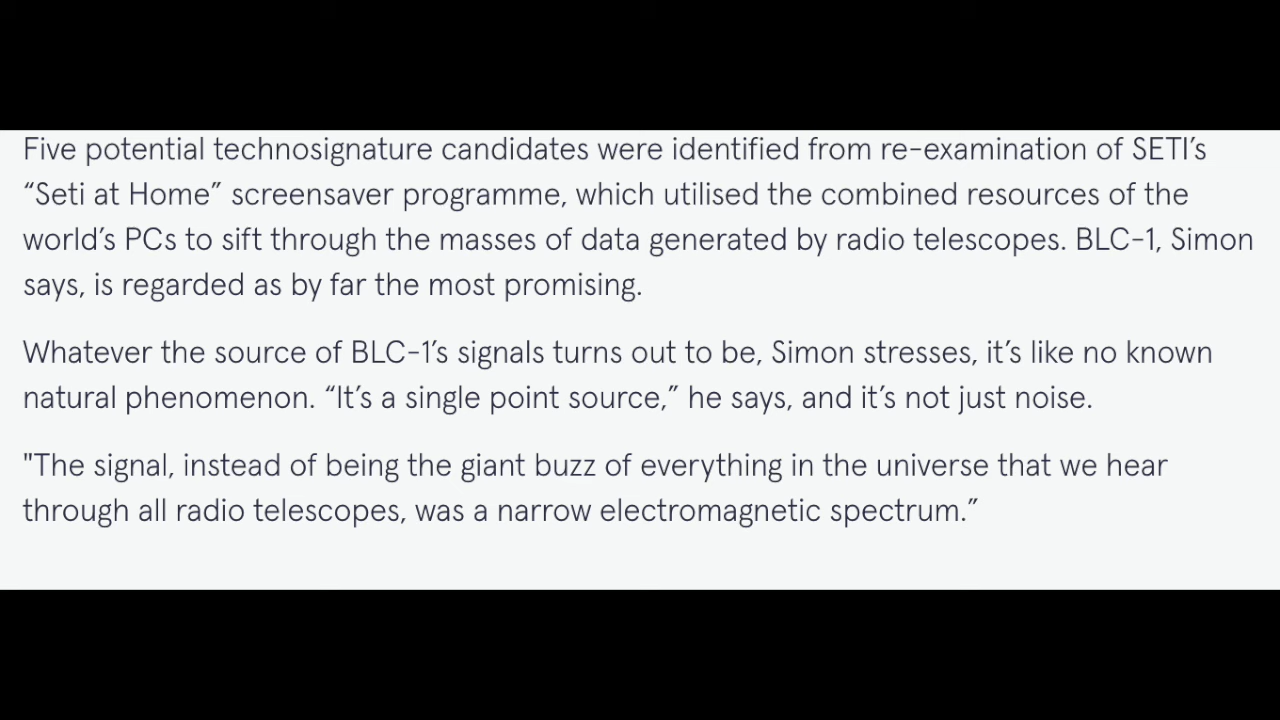 Five potential technosignature candidates were identified from re-examination of SETI’s
“Seti at Home” screensaver programme, which utilised the combined resources of the
world’s PCs to sift through the masses of data generated by radio telescopes. BLC-1, Simon
says, is regarded as by far the most promising.
Whatever the source of BLC-1’s signals turns out to be, Simon stresses, it’s like no known
natural phenomenon. “It’s a single point source,” he says, and it’s not just noise.
"The signal, instead of being the giant buzz of everything in the universe that we hear
through all radio telescopes, was a narrow electromagnetic spectrum.”